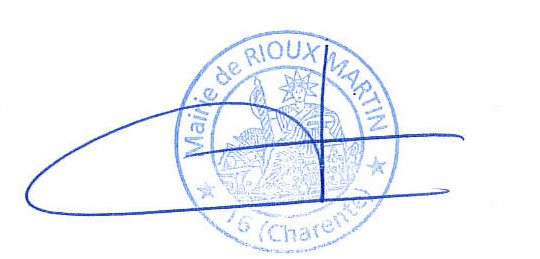 Mairie de RIOUX MARTIN
16 (Charente)